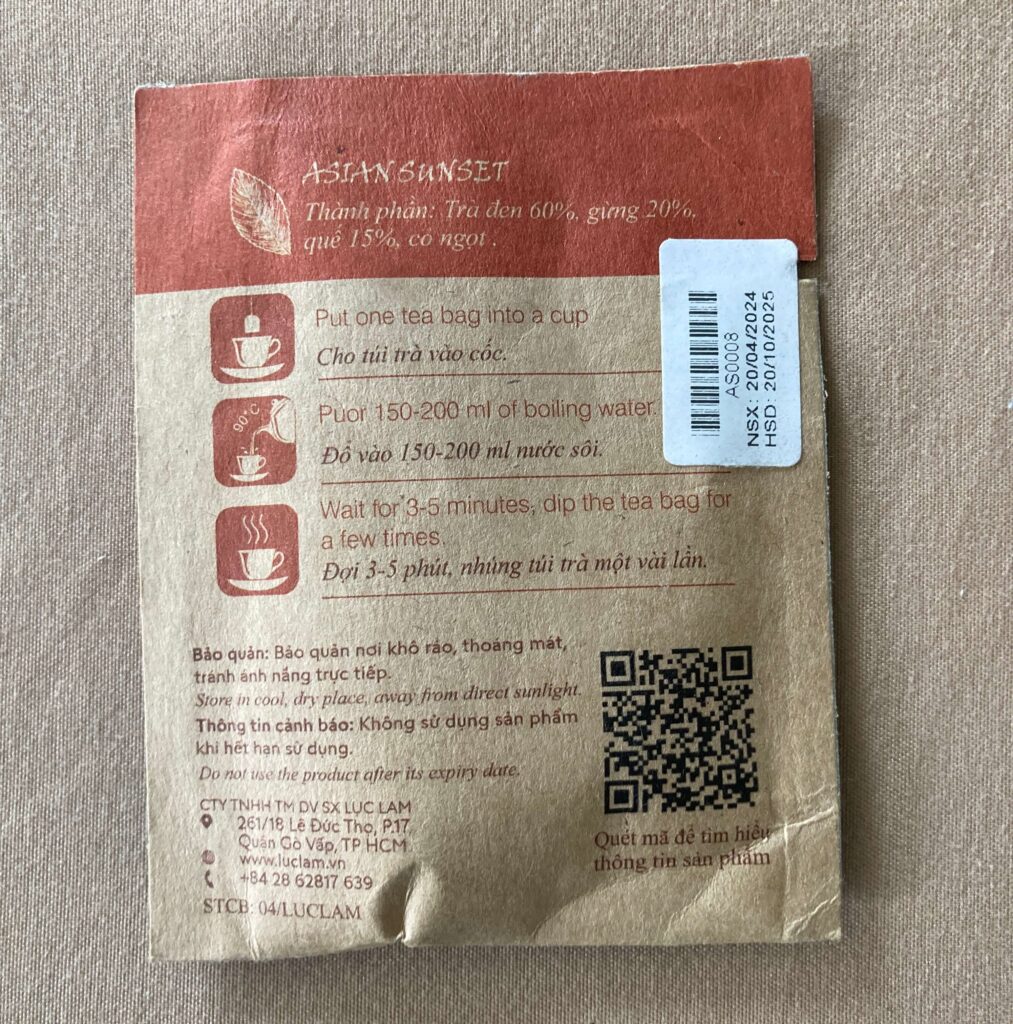 ASIAN SUNSET
Thành phần: Trà đen 60%, gừng 20%,
quế 15%, cỏ ngọt .
Put one tea bag into a cup
Cho túi trà vào cốc.
90°C
Puor 150-200 ml of boiling water.
Đổ vào 150-200 ml nước sôi.
Wait for 3-5 minutes, dip the tea bag for
a few times.
Đợi 3-5 phút, nhúng túi trà một vài lần.
AS0008
NSX: 20/04/2024
HSD: 20/10/2025
Bảo quản: Bảo quản nơi khô ráo, thoáng mát,
tránh ánh nắng trực tiếp.
Store in cool, dry place, away from direct sunlight.
Thông tin cảnh báo: Không sử dụng sản phẩm
khi hết hạn sử dụng.
Do not use the product after its expiry date.
CTY TNHH TM DV SX LỤC LAM
261/18 Lê Đức Thọ, P.17
Quận Gò Vấp, TP HCM
www.luclam.vn
+84 28 62817 639
STCB: 04/LUCLAM
Quét mã để tìm hiểu
thông tin sản phẩm